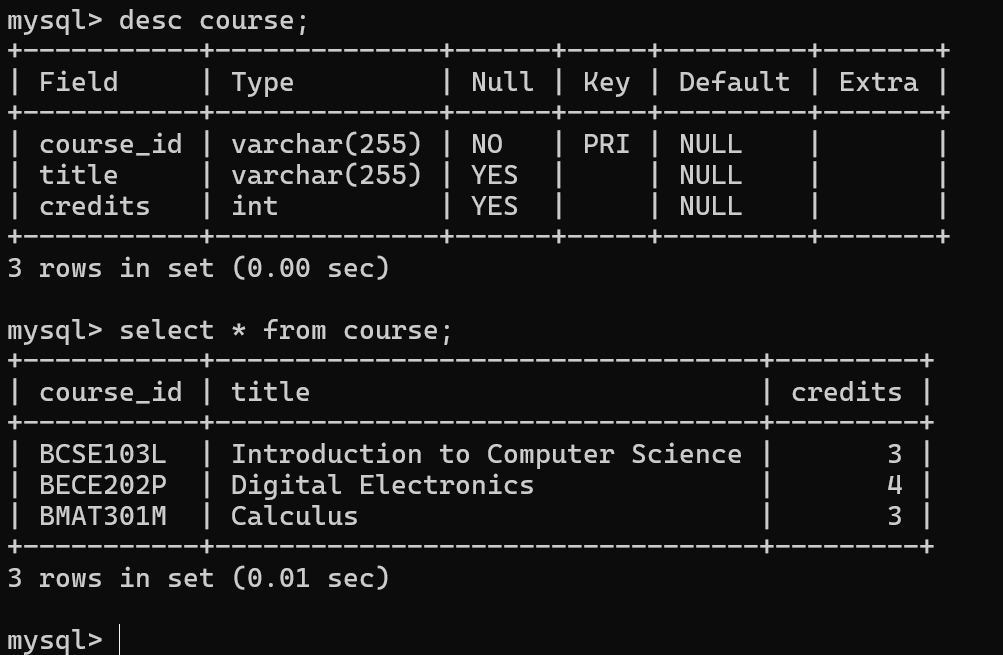 mysql> desc course;
+-----------+--------------+------+-----+---------+-------+
| Field     | Type         | Null | Key | Default | Extra |
+-----------+--------------+------+-----+---------+-------+
| course_id | varchar(255) | NO   | PRI | NULL    |       |
| title     | varchar(255) | YES  |     | NULL    |       |
| credits   | int          | YES  |     | NULL    |       |
+-----------+--------------+------+-----+---------+-------+
3 rows in set (0.00 sec)

mysql> select * from course;
+-----------+----------------------------------+---------+
| course_id | title                            | credits |
+-----------+----------------------------------+---------+
| BCSE103L  | Introduction to Computer Science |       3 |
| BECE202P  | Digital Electronics              |       4 |
| BMAT301M  | Calculus                         |       3 |
+-----------+----------------------------------+---------+
3 rows in set (0.01 sec)

mysql>